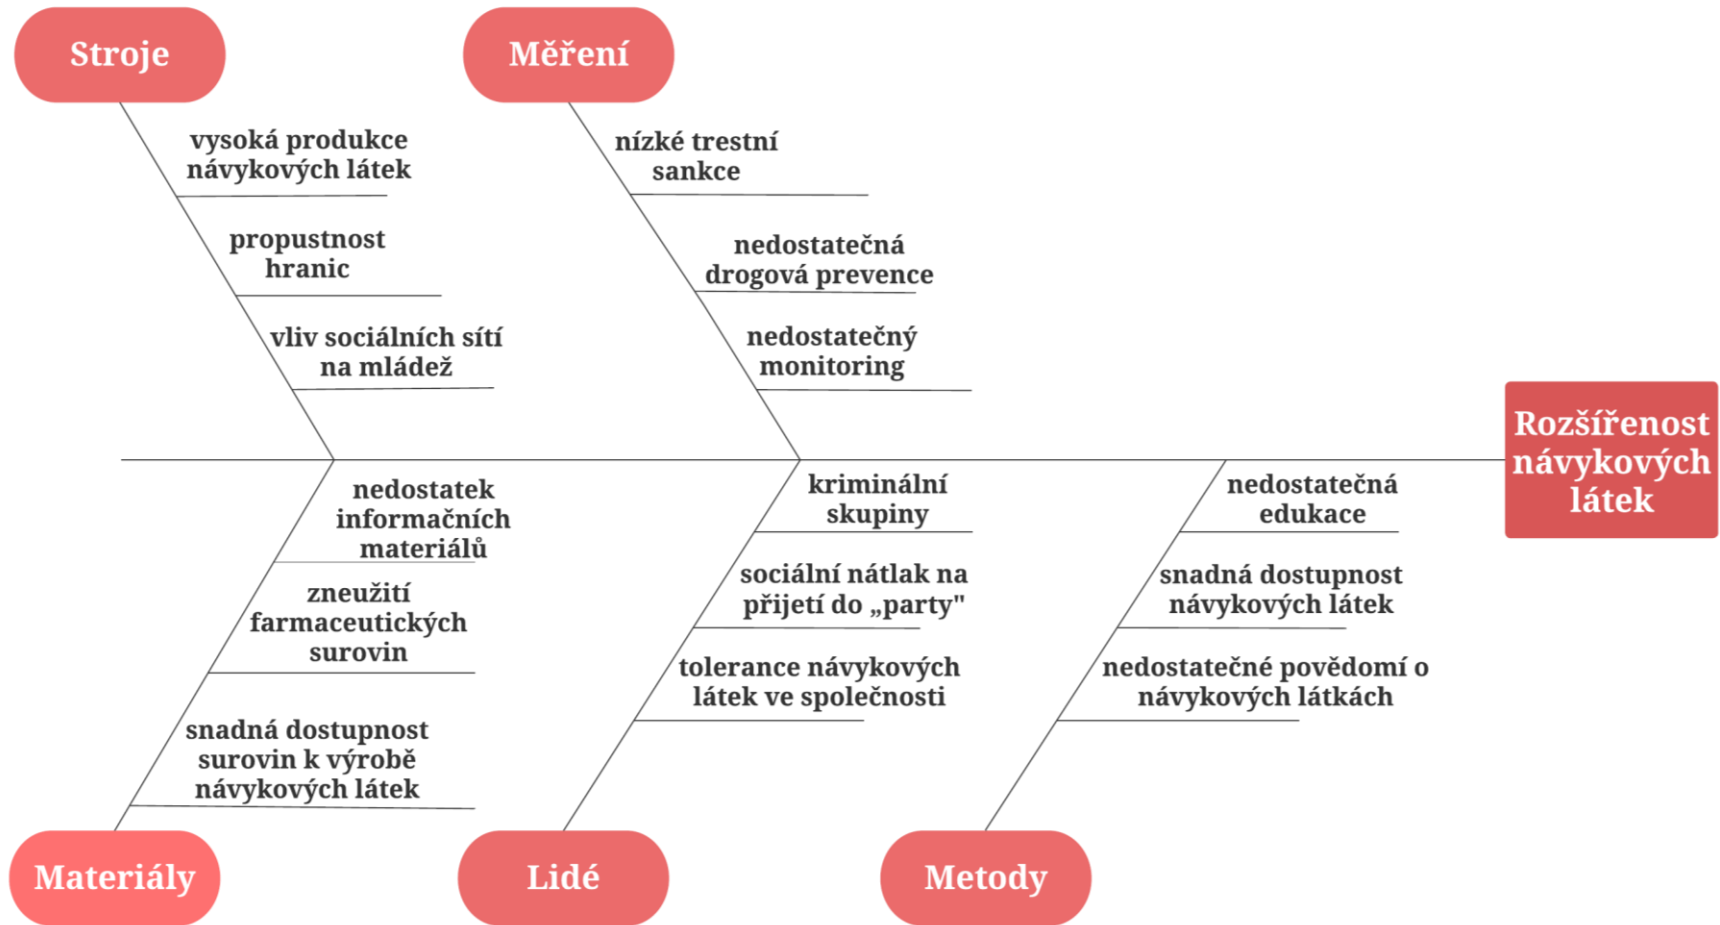 Stroje
vysoká produkce
návykových látek
propustnost
hranic
vliv sociálních sítí
na mládež
Měření
nízké trestní
sankce
nedostatečná
drogová prevence
nedostatečný
monitoring
Rozšířenost
návykových
látek
nedostatek
informačních
materiálů
zneužití
farmaceutických
surovin
snadná dostupnost
surovin k výrobě
návykových látek
Materiály
kriminální
skupiny
sociální nátlak na
přijetí do „party"
tolerance návykových
látek ve společnosti
Lidé
nedostatečná
edukace
snadná dostupnost
návykových látek
nedostatečné povědomí o
návykových látkách
Metody